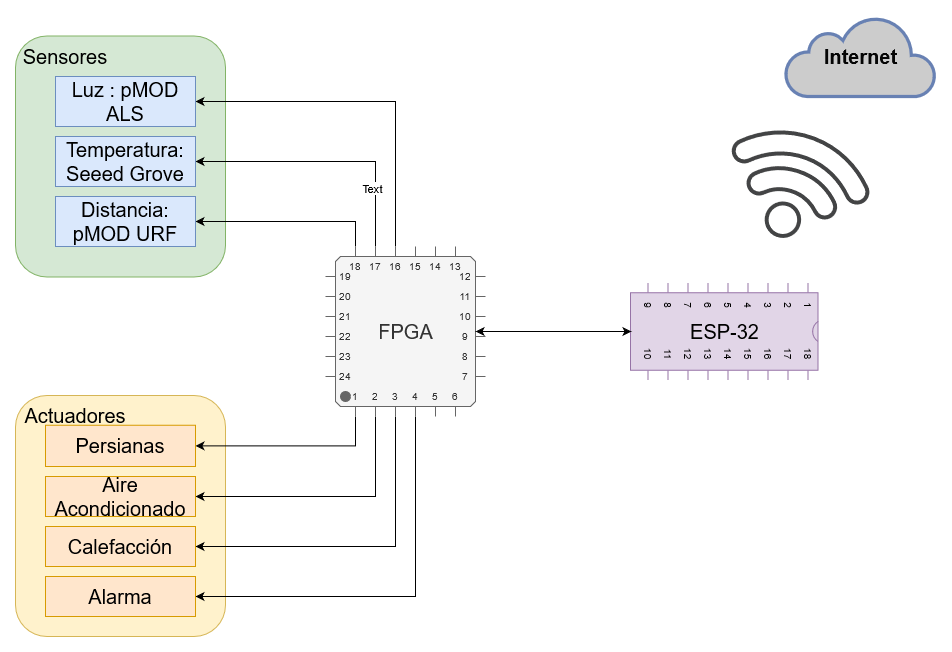 Internet
Sensores
Luz : pMOD
ALS
Temperatura:
Seeed Grove
Text
Distancia:
pMOD URF
18 17 16 15 14 13
19 12
20 11
21 10
22 FPGA 9
23 8
24 7
1 2 3 4 5 6
9 8 7 6 5 4 3 2 1
ESP-32
10 11 12 13 14 15 16 17 18
Actuadores
Persianas
Aire
Acondicionado
Calefacción
Alarma